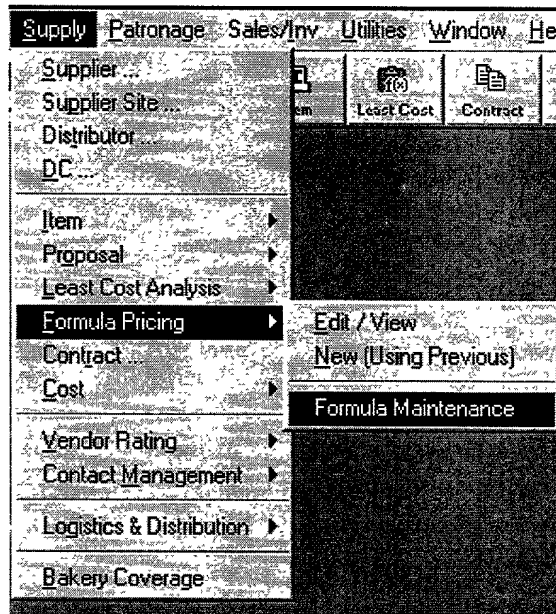 Supply Patronage Sales/Inv Utilities Window He
Supplier ...
Supplier Site ...
Distributor ...
DC ...
em Least Cost Contract
Item
Proposal
Least Cost Analysis
Formula Pricing
Edit / View
Contract ...
New (Using Previous)
Cost
Formula Maintenance
Vendor Rating
Contact Management
Logistics & Distribution
Bakery Coverage